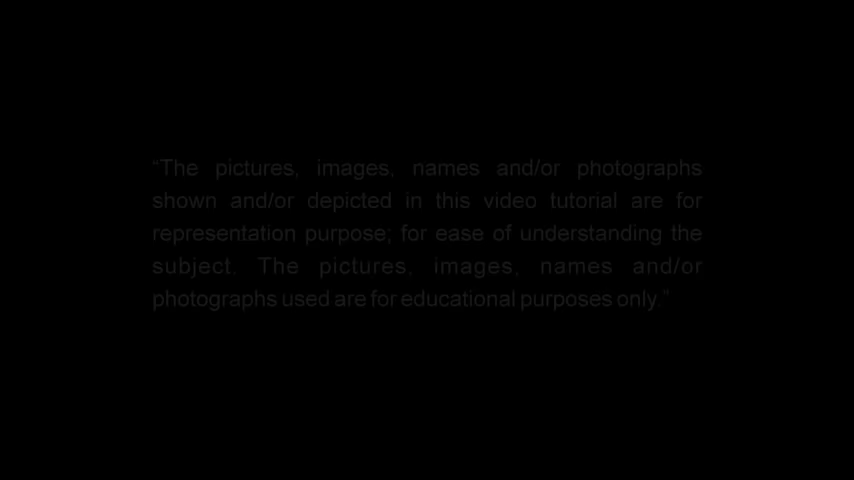 “The pictures, images, names and/or photographs
shown and/or depicted in this video tutorial are for
representation purpose; for ease of understanding the
subject. The pictures, images, names and/or
photographs used are for educational purposes only.”